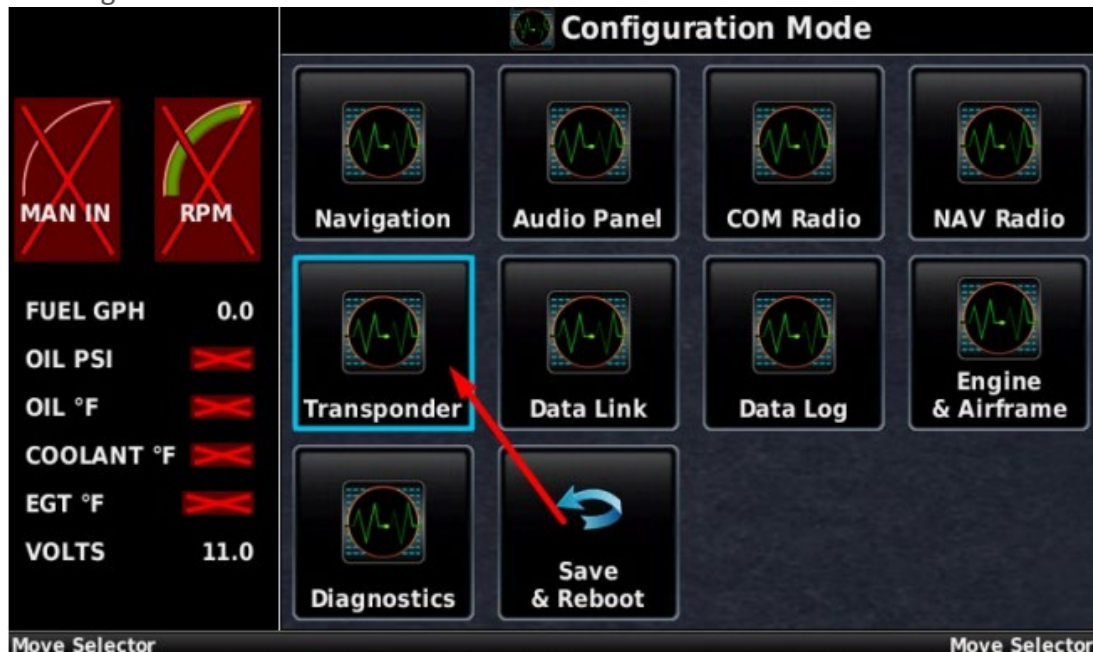 Configuration Mode
MAN IN
RPM
FUEL GPH 0.0
OIL PSI
OIL °F
COOLANT °F
EGT °F
VOLTS 11.0
Navigation
Audio Panel
COM Radio
NAV Radio
Transponder
Data Link
Data Log
Engine
& Airframe
Diagnostics
Save
& Reboot
Move Selector
Move Selector